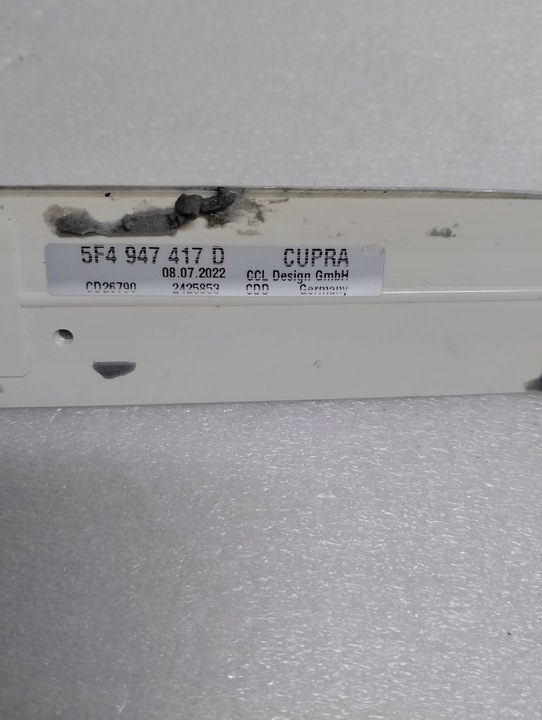 5F4 947 417 D CUPRA
08.07.2022 CCL Design GmbH
CD26790 2425853 CDD Germany